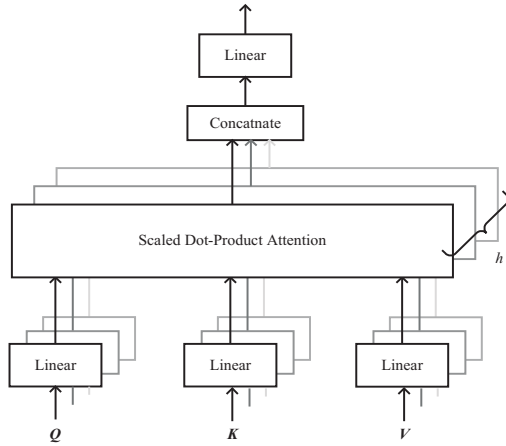 Linear
Concatnate
Scaled Dot-Product Attention
h
Linear Linear Linear
Q K V